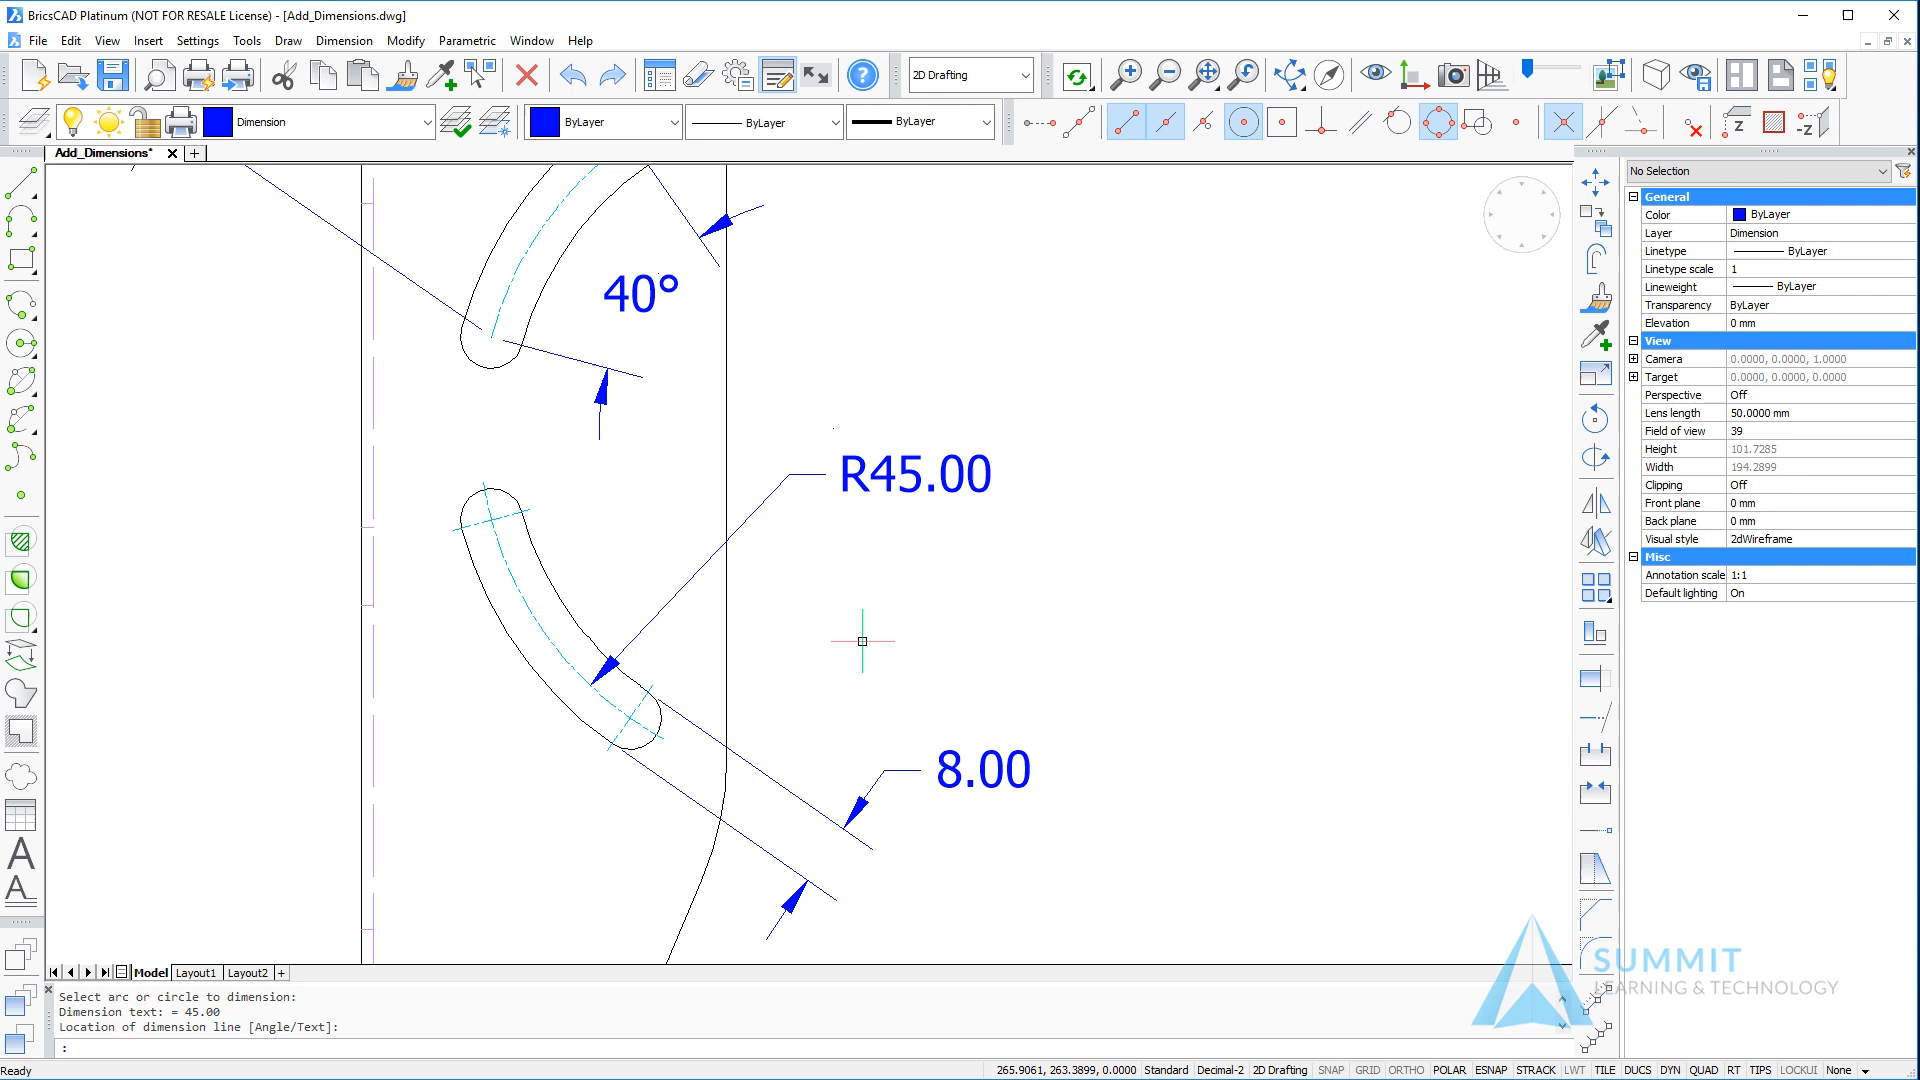 BricsCAD Platinum (NOT FOR RESALE License) - [Add_Dimensions.dwg]
File Edit View Insert Settings Tools Draw Dimension Modify Parametric Window Help
2D Drafting
Dimension
ByLayer
ByLayer
ByLayer
Add_Dimensions*
40°
R45.00
8.00
No Selection
General
Color ByLayer
Layer Dimension
Linetype ByLayer
Linetype scale 1
Lineweight ByLayer
Transparency ByLayer
Elevation 0 mm
View
Camera 0.0000, 0.0000, 1.0000
Target 0.0000, 0.0000, 0.0000
Perspective Off
Lens length 50.0000 mm
Field of view 39
Height 101.7285
Width 194.2899
Clipping Off
Front plane 0 mm
Back plane 0 mm
Visual style 2dWireframe
Misc
Annotation scale 1:1
Default lighting On
Model Layout1 Layout2
Select arc or circle to dimension:
Dimension text: = 45.00
Location of dimension line [Angle/Text]:
:
SUMMIT
LEARNING & TECHNOLOGY
Ready
265.9061, 263.3899, 0.0000 Standard Decimal-2 2D Drafting SNAP GRID ORTHO POLAR ESNAP STRACK LWT TILE DUCS DYN QUAD RT TIPS LOCKUI None